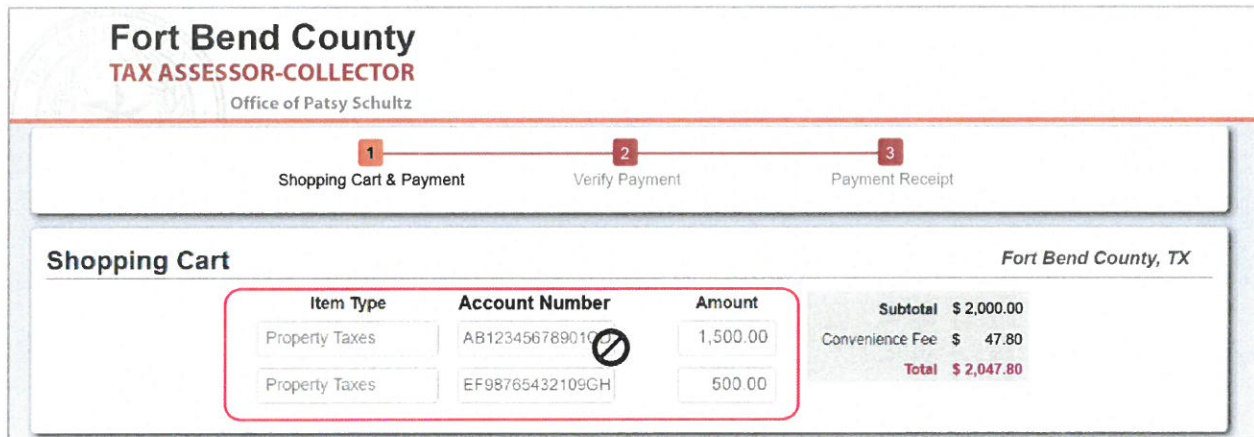 Fort Bend County
TAX ASSESSOR-COLLECTOR
Office of Patsy Schultz
1 2 3
Shopping Cart & Payment Verify Payment Payment Receipt
Shopping Cart Fort Bend County, TX
Item Type Account Number Amount
Property Taxes AB12345678901CD 1,500.00
Property Taxes EF98765432109GH 500.00
Subtotal $ 2,000.00
Convenience Fee $ 47.80
Total $ 2,047.80